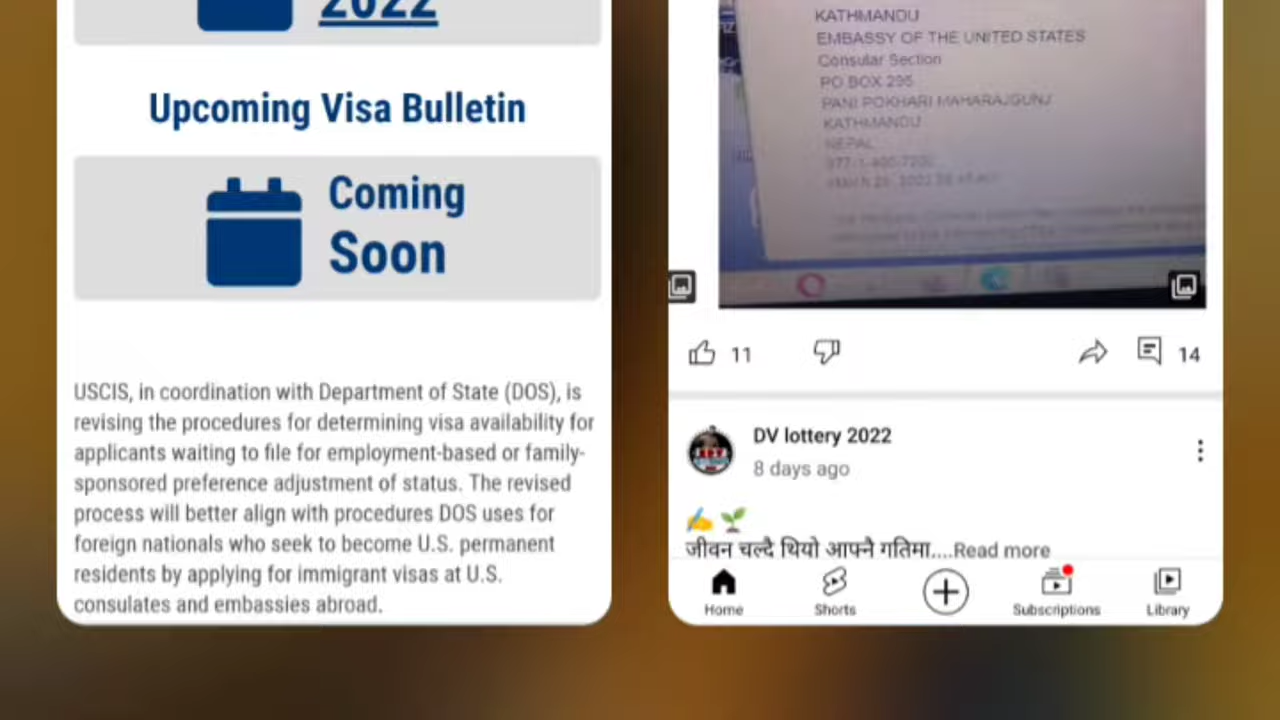 2022
Upcoming Visa Bulletin
Coming
Soon
USCIS, in coordination with Department of State (DOS), is
revising the procedures for determining visa availability for
applicants waiting to file for employment-based or family-
sponsored preference adjustment of status. The revised
process will better align with procedures DOS uses for
foreign nationals who seek to become U.S. permanent
residents by applying for immigrant visas at U.S.
consulates and embassies abroad.
KATHMANDU
EMBASSY OF THE UNITED STATES
Consular Section
PO BOX 295
PANI POKHARI MAHARAJGUNJ
KATHMANDU
NEPAL
11
14
DV lottery 2022
8 days ago
जीवन चल्दै थियो आफ्नै गतिमा....Read more
Home
Shorts
Subscriptions
Library